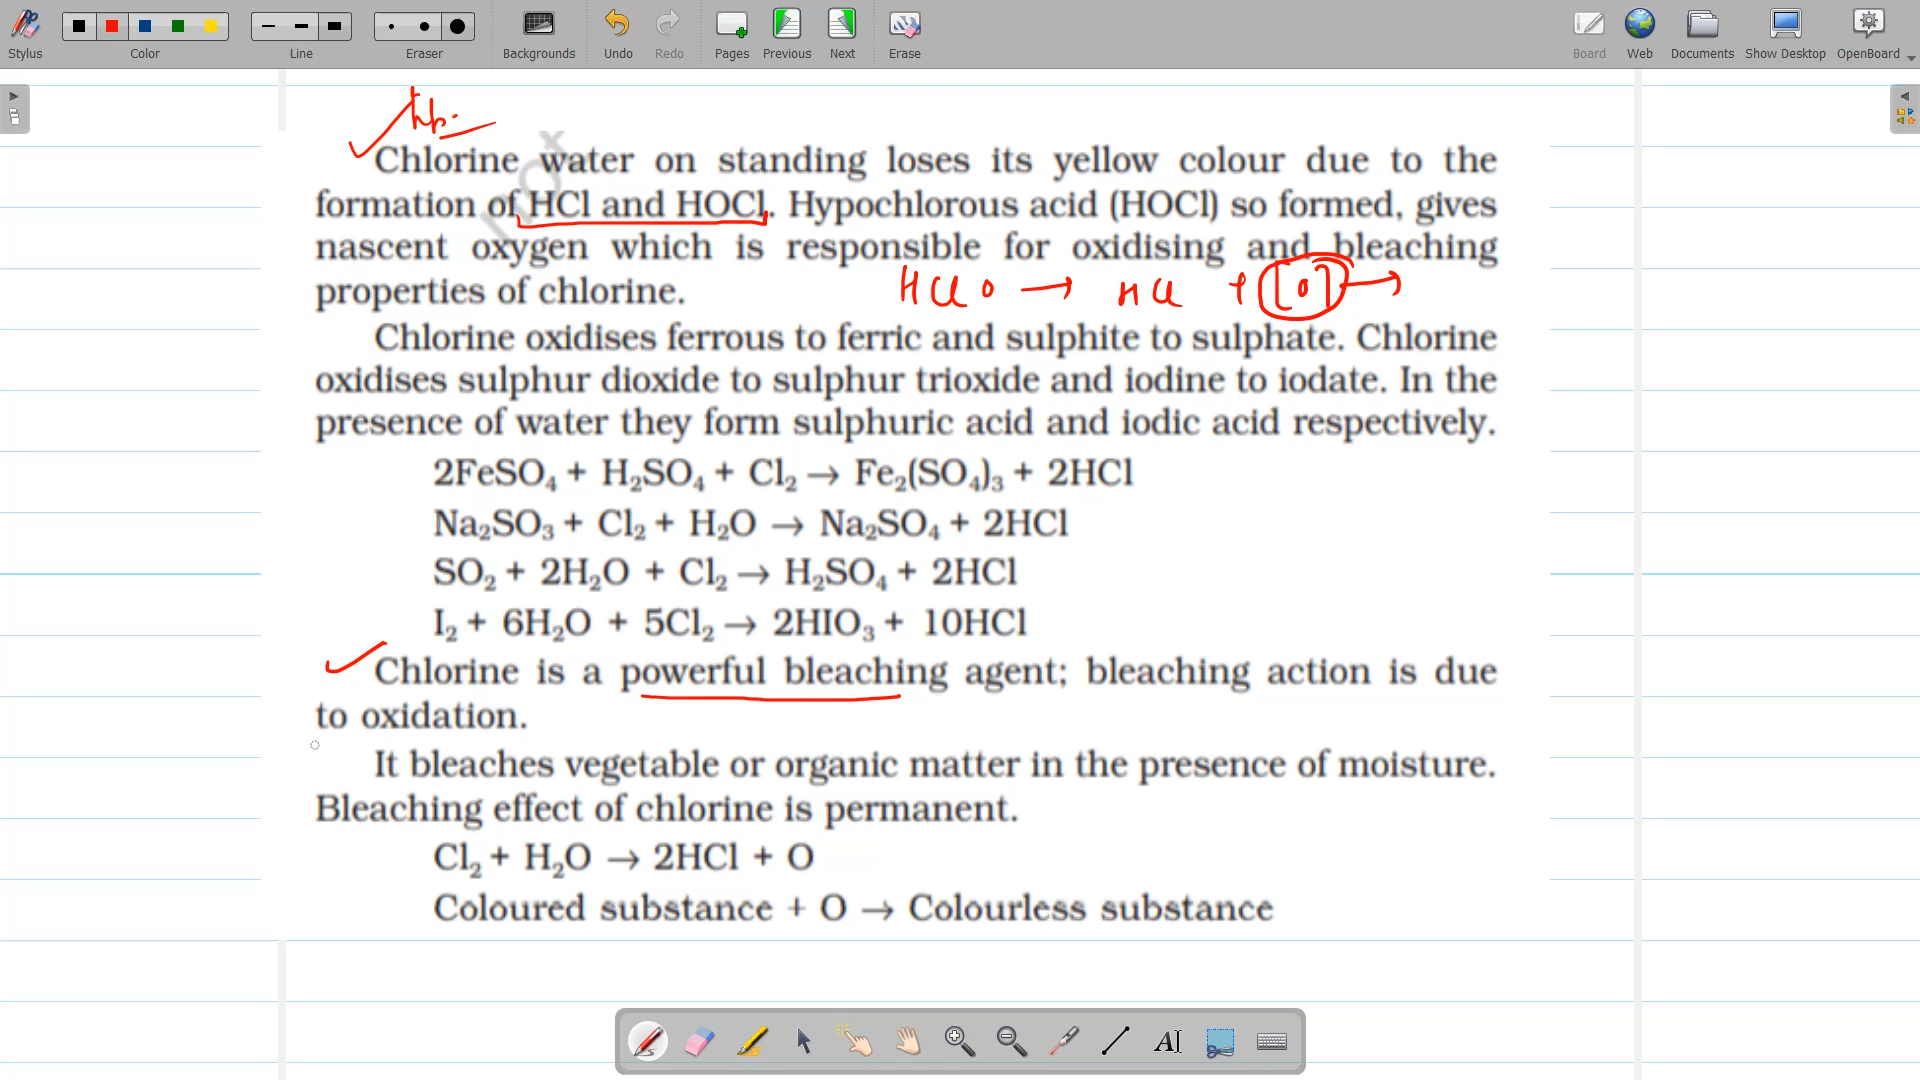 Stylus Color Line Eraser Backgrounds Undo Redo Pages Previous Next Erase Board Web Documents Show Desktop OpenBoard
Chlorine water on standing loses its yellow colour due to the
formation of HCl and HOCl. Hypochlorous acid (HOCl) so formed, gives
nascent oxygen which is responsible for oxidising and bleaching
properties of chlorine.
HClO → HCl + [O] →
Chlorine oxidises ferrous to ferric and sulphite to sulphate. Chlorine
oxidises sulphur dioxide to sulphur trioxide and iodine to iodate. In the
presence of water they form sulphuric acid and iodic acid respectively.
2FeSO₄ + H₂SO₄ + Cl₂ → Fe₂(SO₄)₃ + 2HCl
Na₂SO₃ + Cl₂ + H₂O → Na₂SO₄ + 2HCl
SO₂ + 2H₂O + Cl₂ → H₂SO₄ + 2HCl
I₂ + 6H₂O + 5Cl₂ → 2HIO₃ + 10HCl
Chlorine is a powerful bleaching agent; bleaching action is due
to oxidation.
It bleaches vegetable or organic matter in the presence of moisture.
Bleaching effect of chlorine is permanent.
Cl₂ + H₂O → 2HCl + O
Coloured substance + O → Colourless substance
not
AI